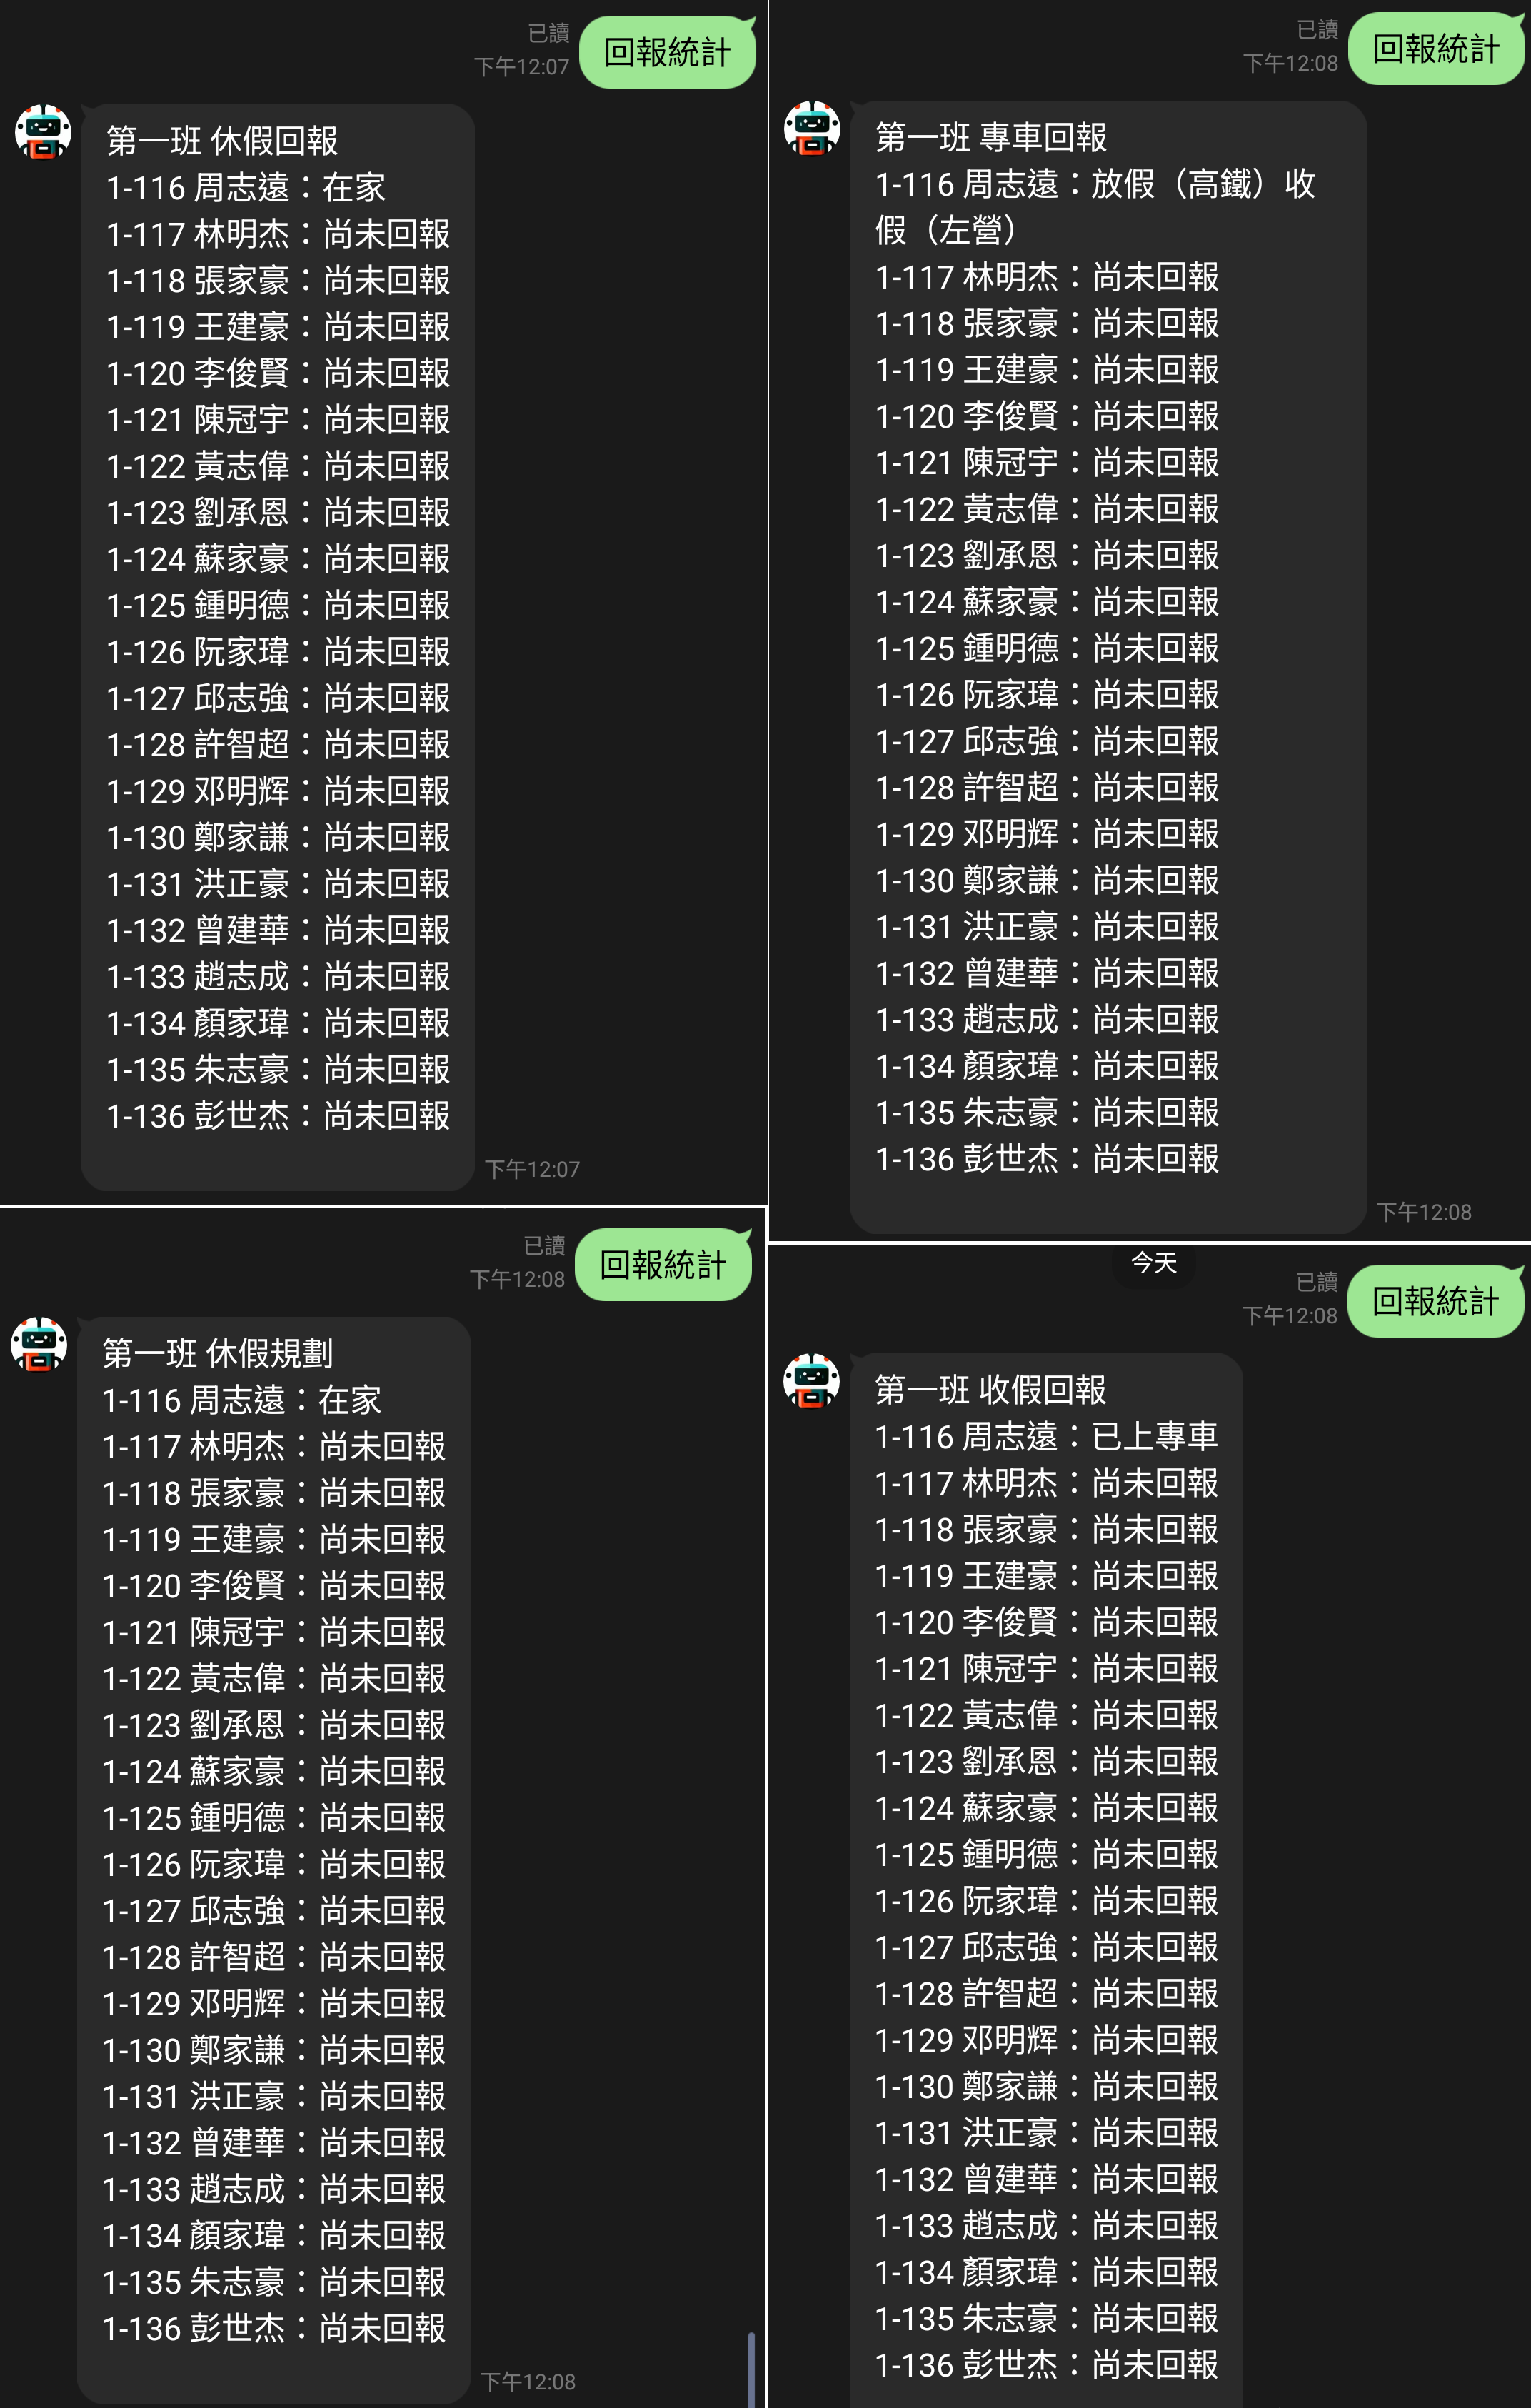 已讀
下午12:07
回報統計
第一班 休假回報
1-116 周志遠：在家
1-117 林明杰：尚未回報
1-118 張家豪：尚未回報
1-119 王建豪：尚未回報
1-120 李俊賢：尚未回報
1-121 陳冠宇：尚未回報
1-122 黃志偉：尚未回報
1-123 劉承恩：尚未回報
1-124 蘇家豪：尚未回報
1-125 鍾明德：尚未回報
1-126 阮家瑋：尚未回報
1-127 邱志強：尚未回報
1-128 許智超：尚未回報
1-129 邓明辉：尚未回報
1-130 鄭家謙：尚未回報
1-131 洪正豪：尚未回報
1-132 曾建華：尚未回報
1-133 趙志成：尚未回報
1-134 顏家瑋：尚未回報
1-135 朱志豪：尚未回報
1-136 彭世杰：尚未回報
下午12:07
已讀
下午12:08
回報統計
第一班 專車回報
1-116 周志遠：放假（高鐵）收
假（左營）
1-117 林明杰：尚未回報
1-118 張家豪：尚未回報
1-119 王建豪：尚未回報
1-120 李俊賢：尚未回報
1-121 陳冠宇：尚未回報
1-122 黃志偉：尚未回報
1-123 劉承恩：尚未回報
1-124 蘇家豪：尚未回報
1-125 鍾明德：尚未回報
1-126 阮家瑋：尚未回報
1-127 邱志強：尚未回報
1-128 許智超：尚未回報
1-129 邓明辉：尚未回報
1-130 鄭家謙：尚未回報
1-131 洪正豪：尚未回報
1-132 曾建華：尚未回報
1-133 趙志成：尚未回報
1-134 顏家瑋：尚未回報
1-135 朱志豪：尚未回報
1-136 彭世杰：尚未回報
下午12:08
已讀
下午12:08
回報統計
第一班 休假規劃
1-116 周志遠：在家
1-117 林明杰：尚未回報
1-118 張家豪：尚未回報
1-119 王建豪：尚未回報
1-120 李俊賢：尚未回報
1-121 陳冠宇：尚未回報
1-122 黃志偉：尚未回報
1-123 劉承恩：尚未回報
1-124 蘇家豪：尚未回報
1-125 鍾明德：尚未回報
1-126 阮家瑋：尚未回報
1-127 邱志強：尚未回報
1-128 許智超：尚未回報
1-129 邓明辉：尚未回報
1-130 鄭家謙：尚未回報
1-131 洪正豪：尚未回報
1-132 曾建華：尚未回報
1-133 趙志成：尚未回報
1-134 顏家瑋：尚未回報
1-135 朱志豪：尚未回報
1-136 彭世杰：尚未回報
下午12:08
今天
已讀
下午12:08
回報統計
第一班 收假回報
1-116 周志遠：已上專車
1-117 林明杰：尚未回報
1-118 張家豪：尚未回報
1-119 王建豪：尚未回報
1-120 李俊賢：尚未回報
1-121 陳冠宇：尚未回報
1-122 黃志偉：尚未回報
1-123 劉承恩：尚未回報
1-124 蘇家豪：尚未回報
1-125 鍾明德：尚未回報
1-126 阮家瑋：尚未回報
1-127 邱志強：尚未回報
1-128 許智超：尚未回報
1-129 邓明辉：尚未回報
1-130 鄭家謙：尚未回報
1-131 洪正豪：尚未回報
1-132 曾建華：尚未回報
1-133 趙志成：尚未回報
1-134 顏家瑋：尚未回報
1-135 朱志豪：尚未回報
1-136 彭世杰：尚未回報